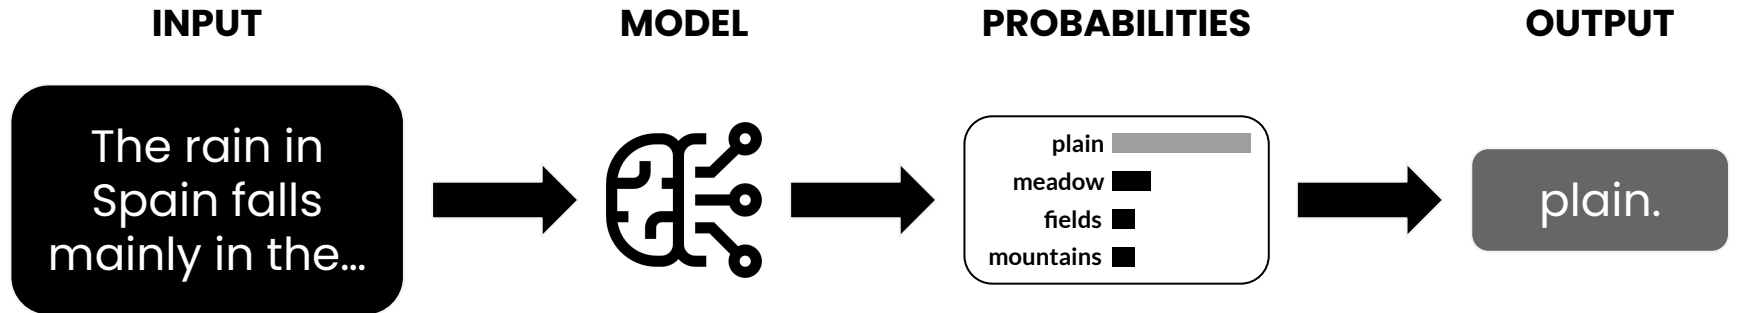 INPUT
MODEL
PROBABILITIES
OUTPUT
The rain in
Spain falls
mainly in the...
plain
meadow
fields
mountains
plain.